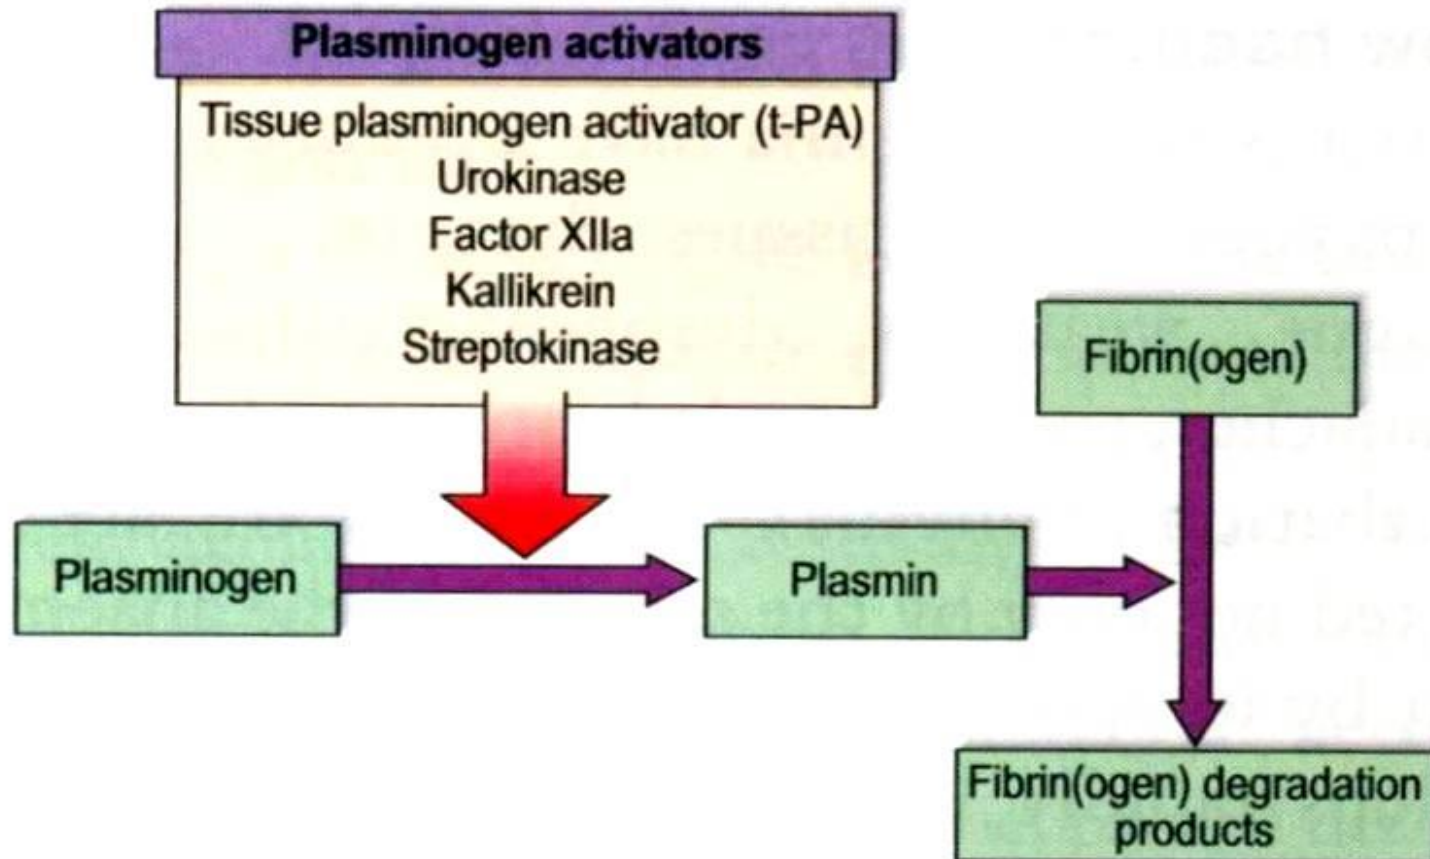 Plasminogen activators
Tissue plasminogen activator (t-PA)
Urokinase
Factor XIIa
Kallikrein
Streptokinase
Fibrin(ogen)
Plasminogen
Plasmin
Fibrin(ogen) degradation
products